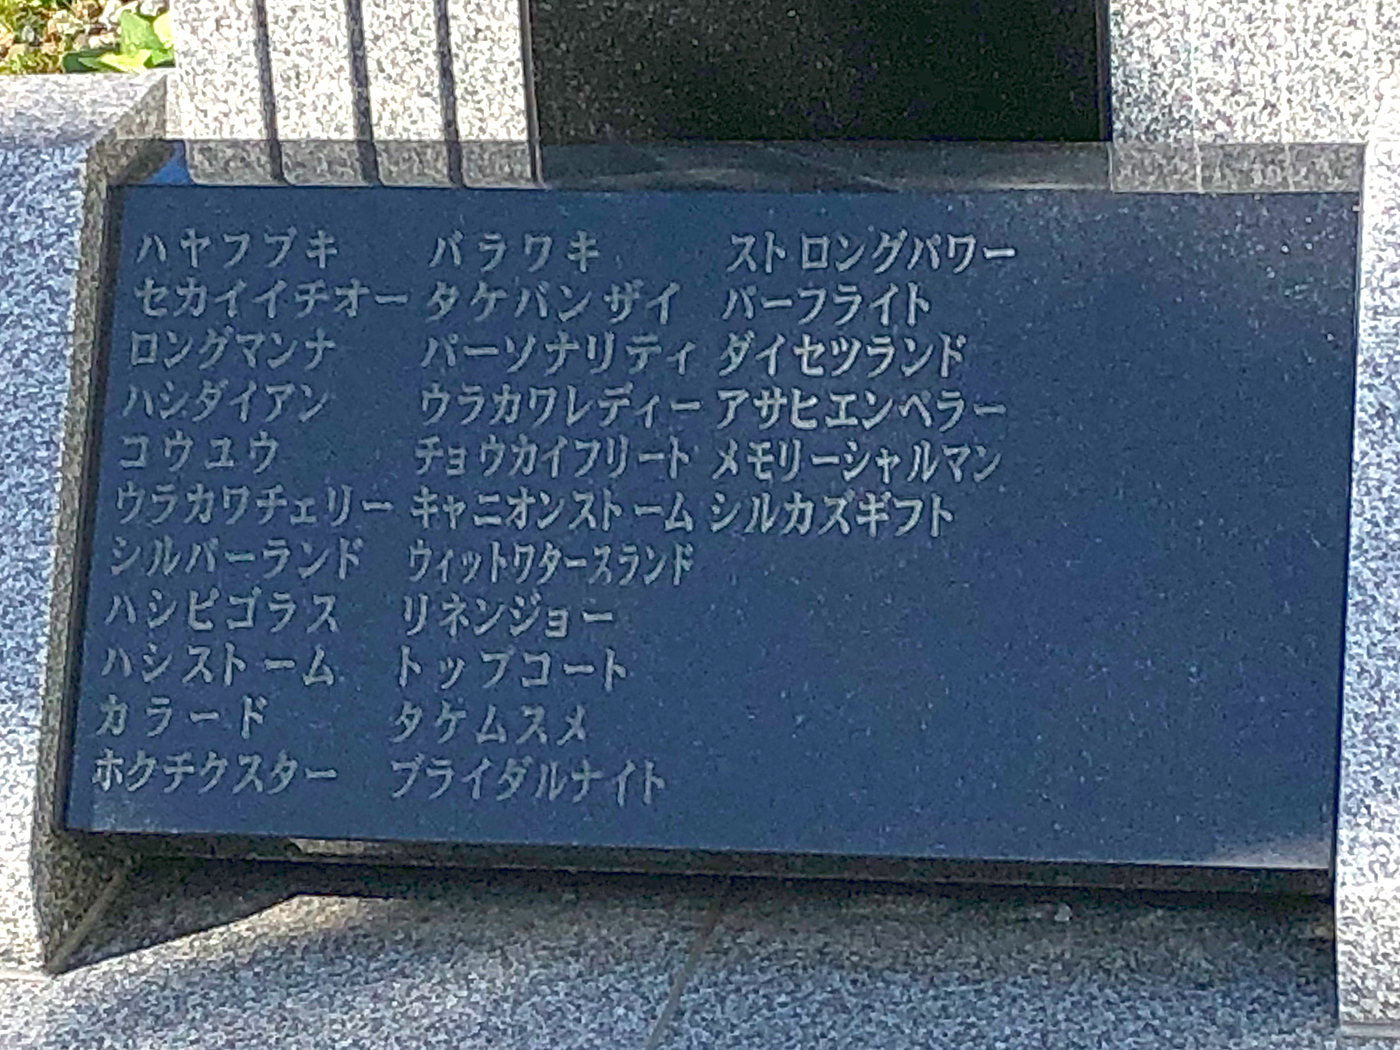 ハヤフブキ
セカイイチオー
ロングマンナ
ハシダイアン
コウユウ
ウラカワチェリー
シルバーランド
ハシピゴラス
ハシストーム
カラード
ホクチクスター
バラワキ
タケバンザイ
パーソナリティ
ウラカワレディー
チョウカイフリート
キャニオンストーム
ウィットワータースランド
リネンジョー
トップコート
タケムスメ
ブライダルナイト
ストロングパワー
バーフライト
ダイセツランド
アサヒエンペラー
メモリーシャルマン
シルカズギフト